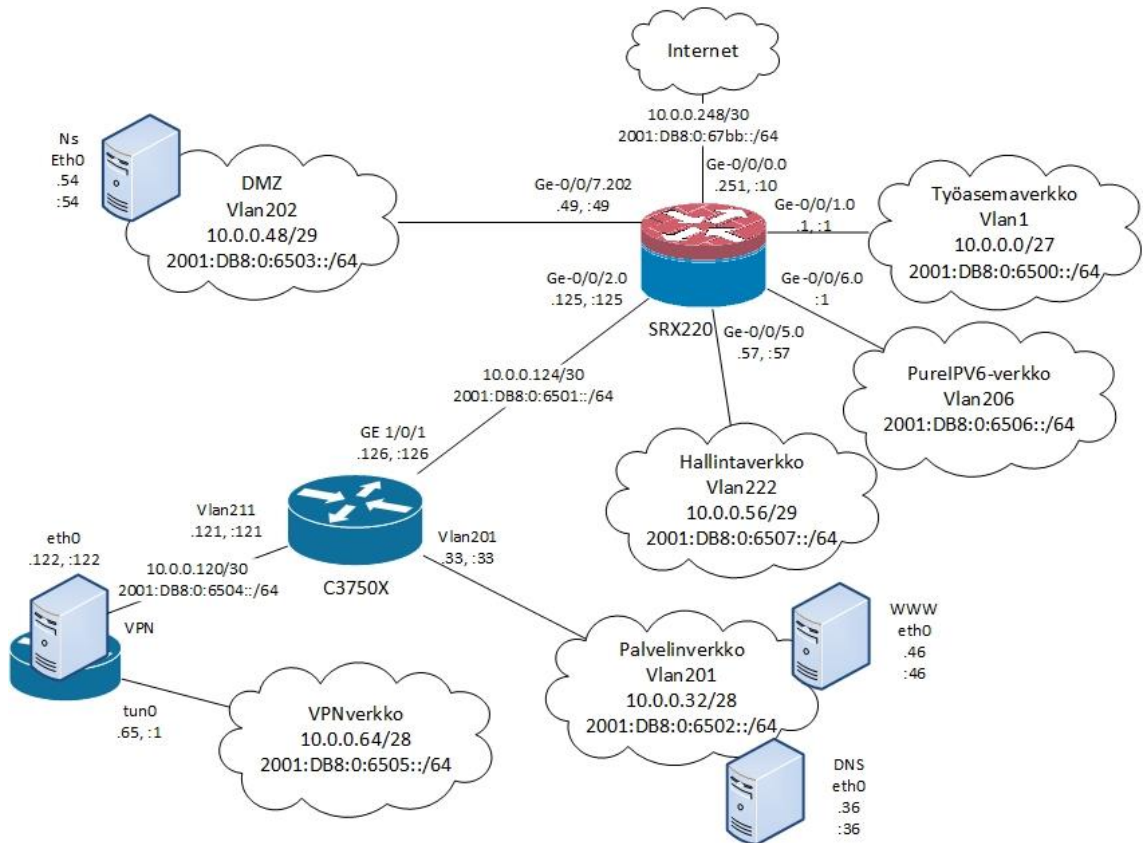 Internet
10.0.0.248/30
2001:DB8:0:67bb::/64
Ge-0/0/0.0
.251, :10
Ns
Eth0
.54
:54
DMZ
Vlan202
10.0.0.48/29
2001:DB8:0:6503::/64
Ge-0/0/7.202
.49, :49
Ge-0/0/1.0
.1, :1
Työasemaverkko
Vlan1
10.0.0.0/27
2001:DB8:0:6500::/64
Ge-0/0/2.0
.125, :125
SRX220
Ge-0/0/6.0
:1
Ge-0/0/5.0
.57, :57
PureIPV6-verkko
Vlan206
2001:DB8:0:6506::/64
10.0.0.124/30
2001:DB8:0:6501::/64
GE 1/0/1
.126, :126
Hallintaverkko
Vlan222
10.0.0.56/29
2001:DB8:0:6507::/64
Vlan211
.121, :121
Vlan201
.33, :33
C3750X
eth0
.122, :122
10.0.0.120/30
2001:DB8:0:6504::/64
VPN
tun0
.65, :1
VPNverkko
10.0.0.64/28
2001:DB8:0:6505::/64
Palvelinverkko
Vlan201
10.0.0.32/28
2001:DB8:0:6502::/64
WWW
eth0
.46
:46
DNS
eth0
.36
:36